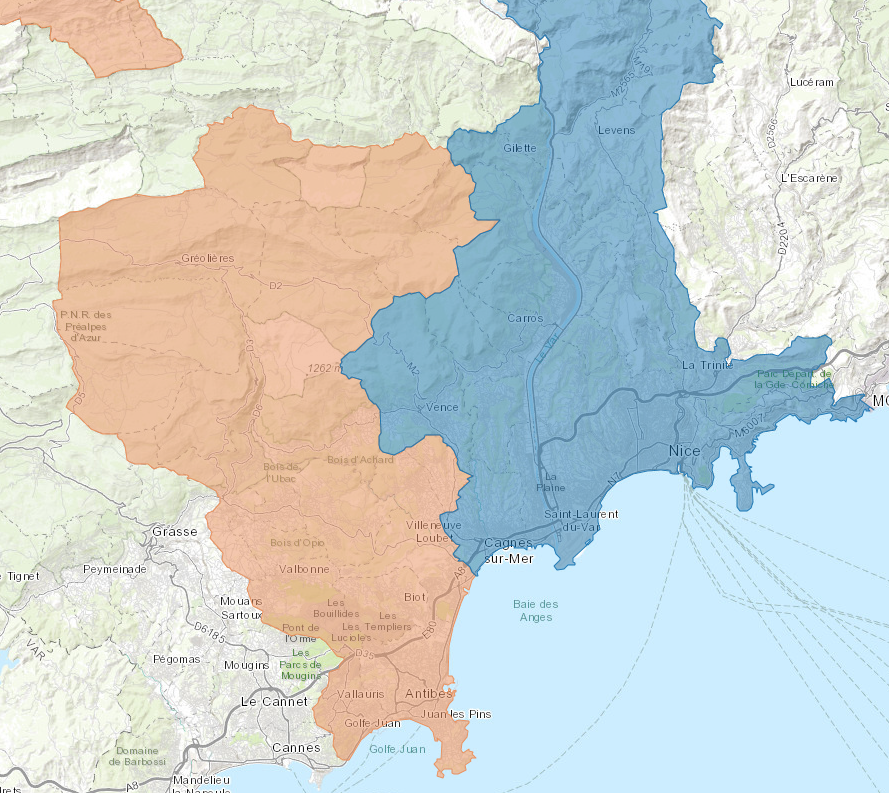 Lucéram
M2565
Levens
D2566
Gilette
L'Escarène
D2204
Gréolières
D2
P.N.R. des
Préalpes
d'Azur
Carros
Le Var
D3
1262 m
M2
La Trinité
Parc Départ. de
la Gde Corniche
D5
D6
Vence
M6007
MO
Bois d'Achard
Bois de
l'Ubac
Nice
La
Plaine
N7
Saint-Laurent
du-Var
Villeneuve
Loubet
Grasse
Cagnes
sur-Mer
Bois d'Opio
Peymeinade
Valbonne
A8
e Tignet
Biot
Baie des
Anges
Mouans
Sartoux
Les
Bouillides
Les
Templiers
Pont de
l'Orme
Les
Lucioles
E80
D6185
VAR
D35
Pégomas
Mougins
Les
Parcs de
Mougins
Le Cannet
Vallauris
Antibes
Juan les Pins
Golfe-Juan
Cannes
Golfe Juan
Domaine
de Barbossi
Mandelieu
la-Napoule
A8
rets